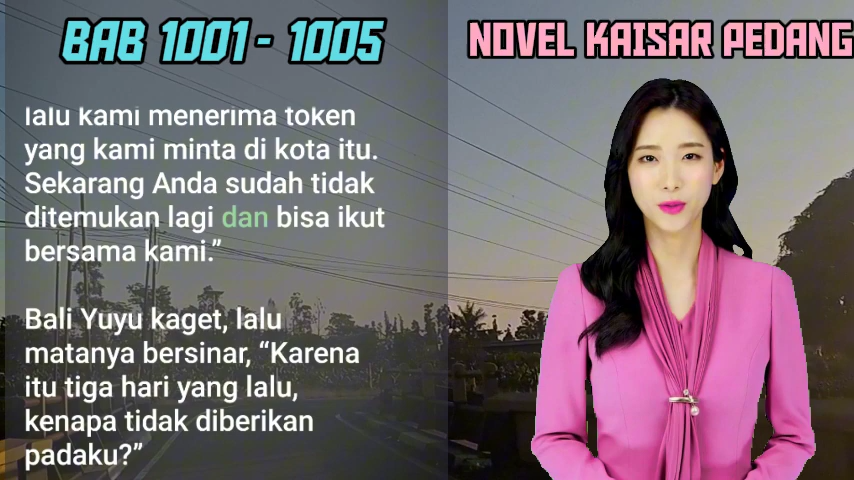 BAB 1001 - 1005
NOVEL KAISAR PEDANG
lalu kami menerima token
yang kami minta di kota itu.
Sekarang Anda sudah tidak
ditemukan lagi dan bisa ikut
bersama kami.”
Bali Yuyu kaget, lalu
matanya bersinar, “Karena
itu tiga hari yang lalu,
kenapa tidak diberikan
padaku?”